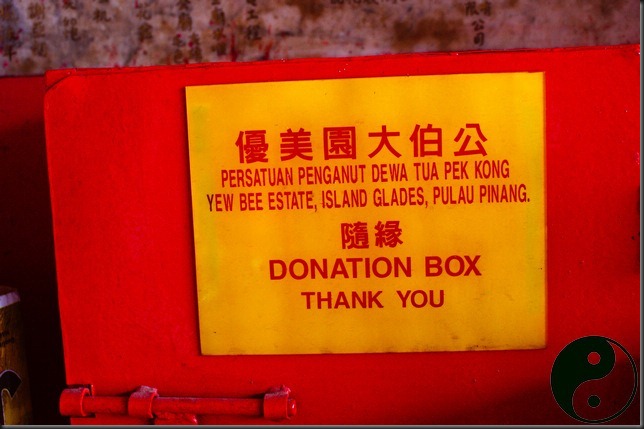 優美園大伯公
PERSATUAN PENGANUT DEWA TUA PEK KONG
YEW BEE ESTATE, ISLAND GLADES, PULAU PINANG.
隨緣
DONATION BOX
THANK YOU